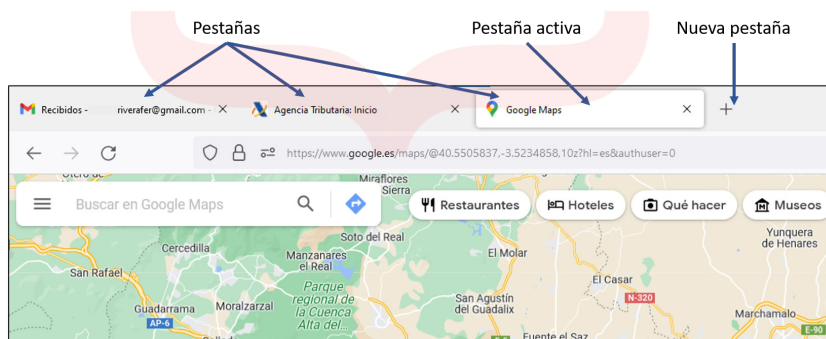 Pestañas
Pestaña activa
Nueva pestaña
Recibidos - riverafer@gmail.com -
Agencia Tributaria: Inicio
Google Maps
https://www.google.es/maps/@40.5505837,-3.5234858,10z?hl=es&authuser=0
Miraflores
Sierra
Buscar en Google Maps
Restaurantes
Hoteles
Qué hacer
Museos
Soto del Real
Yunquera
de Henares
Cercedilla
Manzanares
el Real
El Molar
San Rafael
El Casar
Parque
regional de
la Cuenca
Alta del...
San Agustín
del Guadalix
N-320
Guadarrama
Moralzarzal
Marchamalo
AP-6
E-90
Fuente el Saz